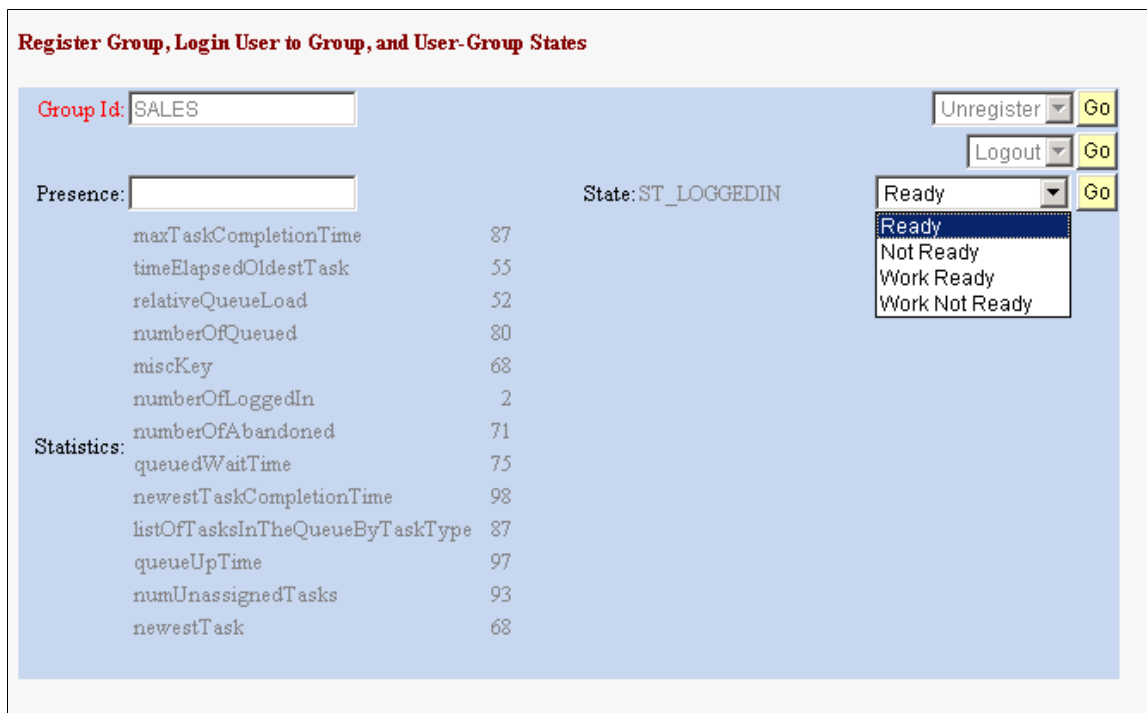 Register Group, Login User to Group, and User-Group States
Group Id: SALES Unregister Go
Logout Go
Presence: State: ST_LOGGEDIN Ready Go
Ready
Not Ready
Work Ready
Work Not Ready
Statistics:
maxTaskCompletionTime 87
timeElapsedOldestTask 55
relativeQueueLoad 52
numberOfQueued 80
miscKey 68
numberOfLoggedIn 2
numberOfAbandoned 71
queuedWaitTime 75
newestTaskCompletionTime 98
listOfTasksInTheQueueByTaskType 87
queueUpTime 97
numUnassignedTasks 93
newestTask 68